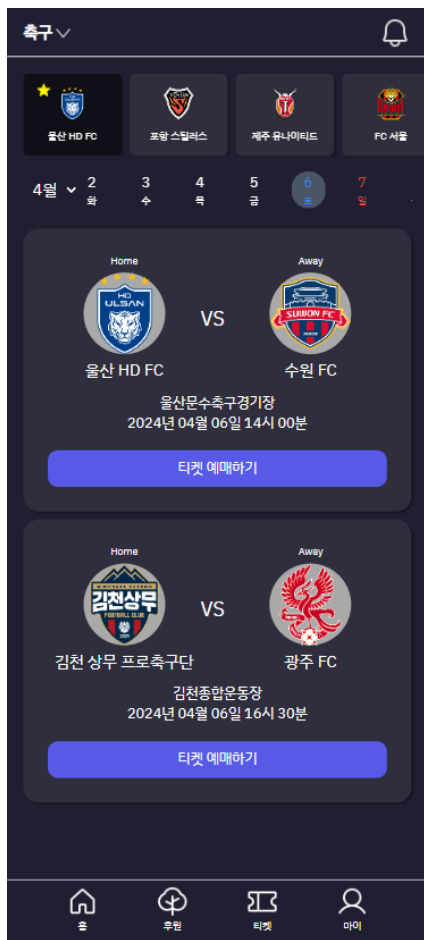 축구
울산 HD FC
포항 스틸러스
제주 유나이티드
FC 서울
4월
2 3 4 5 6 7
화 수 목 금 토 일
Home
Away
HD
ULSAN
SUWON FC
VS
울산 HD FC
수원 FC
울산문수축구경기장
2024년 04월 06일 14시 00분
티켓 예매하기
Home
Away
김천상무
FOOTBALL CLUB
VS
김천 상무 프로축구단
광주 FC
김천종합운동장
2024년 04월 06일 16시 30분
티켓 예매하기
홈
후원
티켓
마이